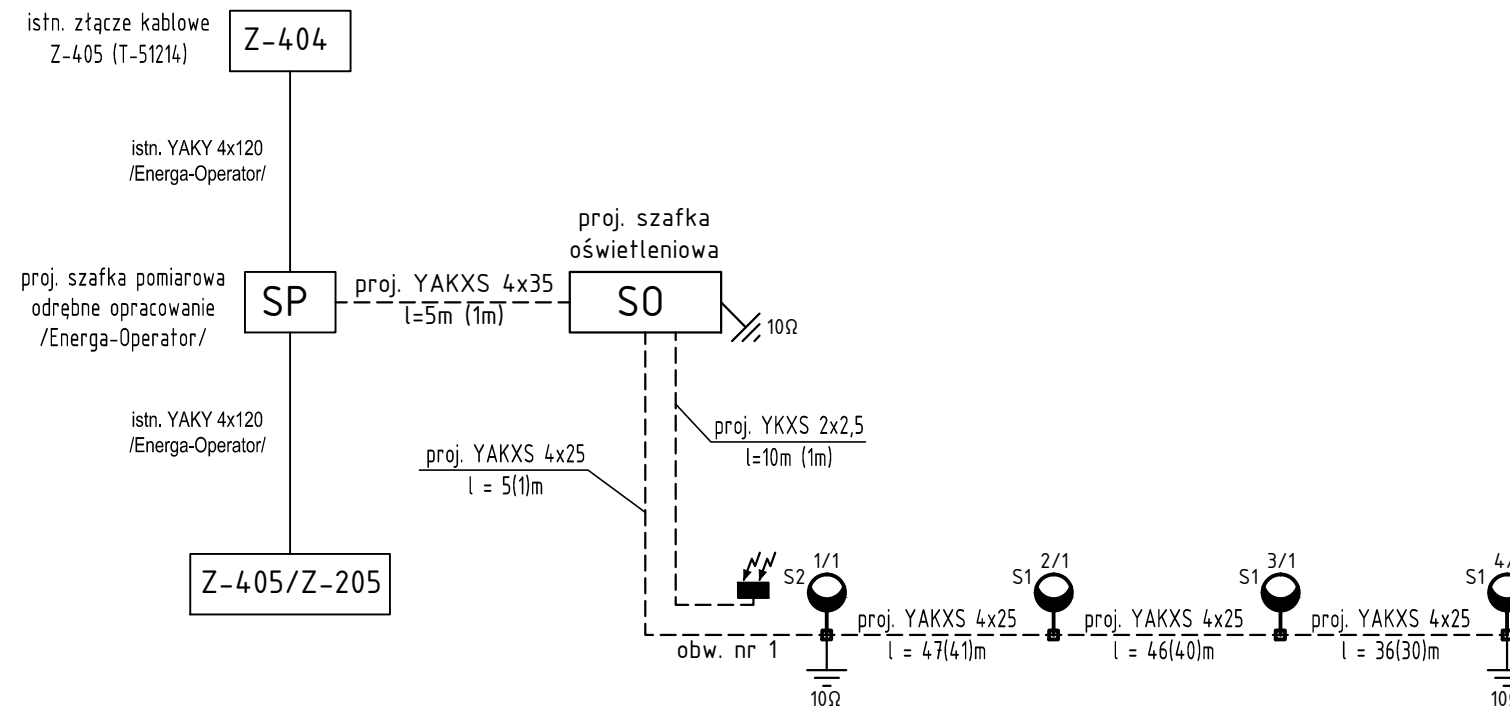 istn. złącze kablowe
Z-405 (T-51214)
Z-404
istn. YAKY 4x120
/Energa-Operator/
proj. szafka
oświetleniowa
proj. szafka pomiarowa
odrębne opracowanie
/Energa-Operator/
SP
proj. YAKXS 4x35
l=5m (1m)
SO
10Ω
istn. YAKY 4x120
/Energa-Operator/
proj. YAKXS 4x25
l = 5(1)m
proj. YKXS 2x2,5
l=10m (1m)
Z-405/Z-205
S2 1/1
S1 2/1
S1 3/1
S1 4/
obw. nr 1
proj. YAKXS 4x25
l = 47(41)m
proj. YAKXS 4x25
l = 46(40)m
proj. YAKXS 4x25
l = 36(30)m
10Ω